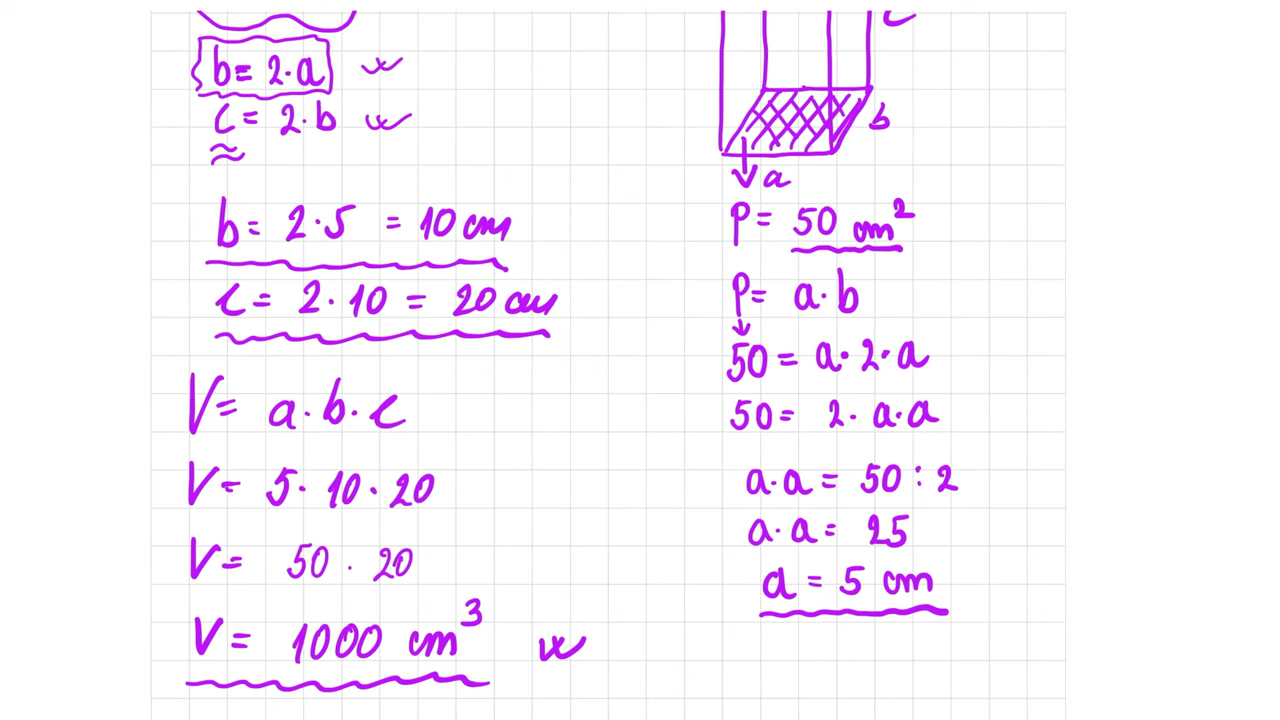 b = 2·a
c = 2·b
b = 2·5 = 10 cm
c = 2·10 = 20 cm
V = a·b·c
V = 5·10·20
V = 50·20
V = 1000 cm³
c
b
a
P = 50 cm²
P = a·b
50 = a·2·a
50 = 2·a·a
a·a = 50 : 2
a·a = 25
a = 5 cm